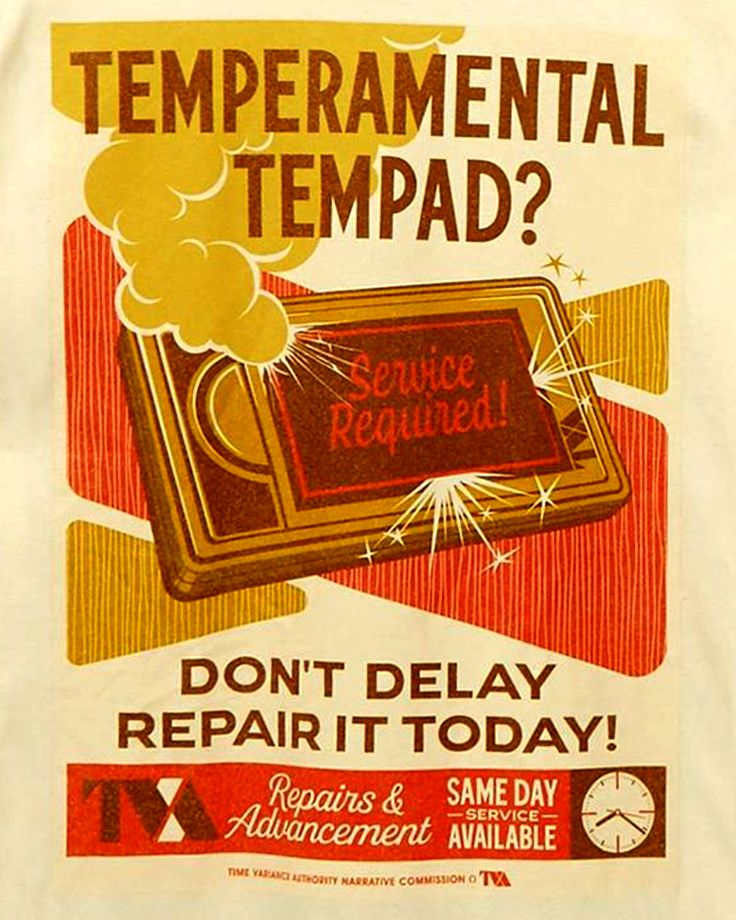 TEMPERAMENTAL
TEMPAD?
Service
Required!
DON'T DELAY
REPAIR IT TODAY!
TVA
Repairs &
Advancement
SAME DAY
SERVICE
AVAILABLE
TIME VARIANCE AUTHORITY NARRATIVE COMMISSION TVA